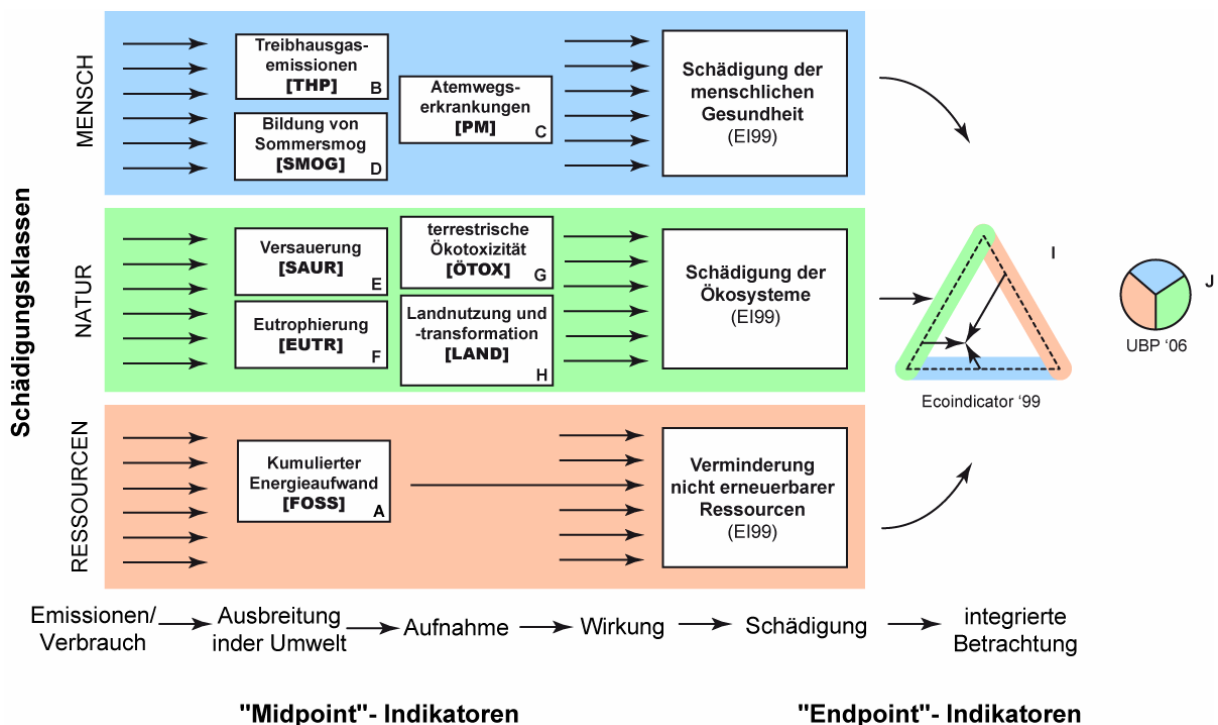 Schädigungsklassen
MENSCH
Treibhausgas-
emissionen
[THP]
B
Bildung von
Sommersmog
[SMOG]
D
Atemwegs-
erkrankungen
[PM]
C
Schädigung der
menschlichen
Gesundheit
(EI99)
NATUR
Versauerung
[SAUR]
E
Eutrophierung
[EUTR]
F
terrestrische
Ökotoxizität
[ÖTOX]
G
Landnutzung und
-transformation
[LAND]
H
Schädigung der
Ökosysteme
(EI99)
I
Ecoindicator '99
J
UBP '06
RESSOURCEN
Kumulierter
Energieaufwand
[FOSS]
A
Verminderung
nicht erneuerbarer
Ressourcen
(EI99)
Emissionen/
Verbrauch
Ausbreitung
inder Umwelt
Aufnahme
Wirkung
Schädigung
integrierte
Betrachtung
"Midpoint"- Indikatoren
"Endpoint"- Indikatoren